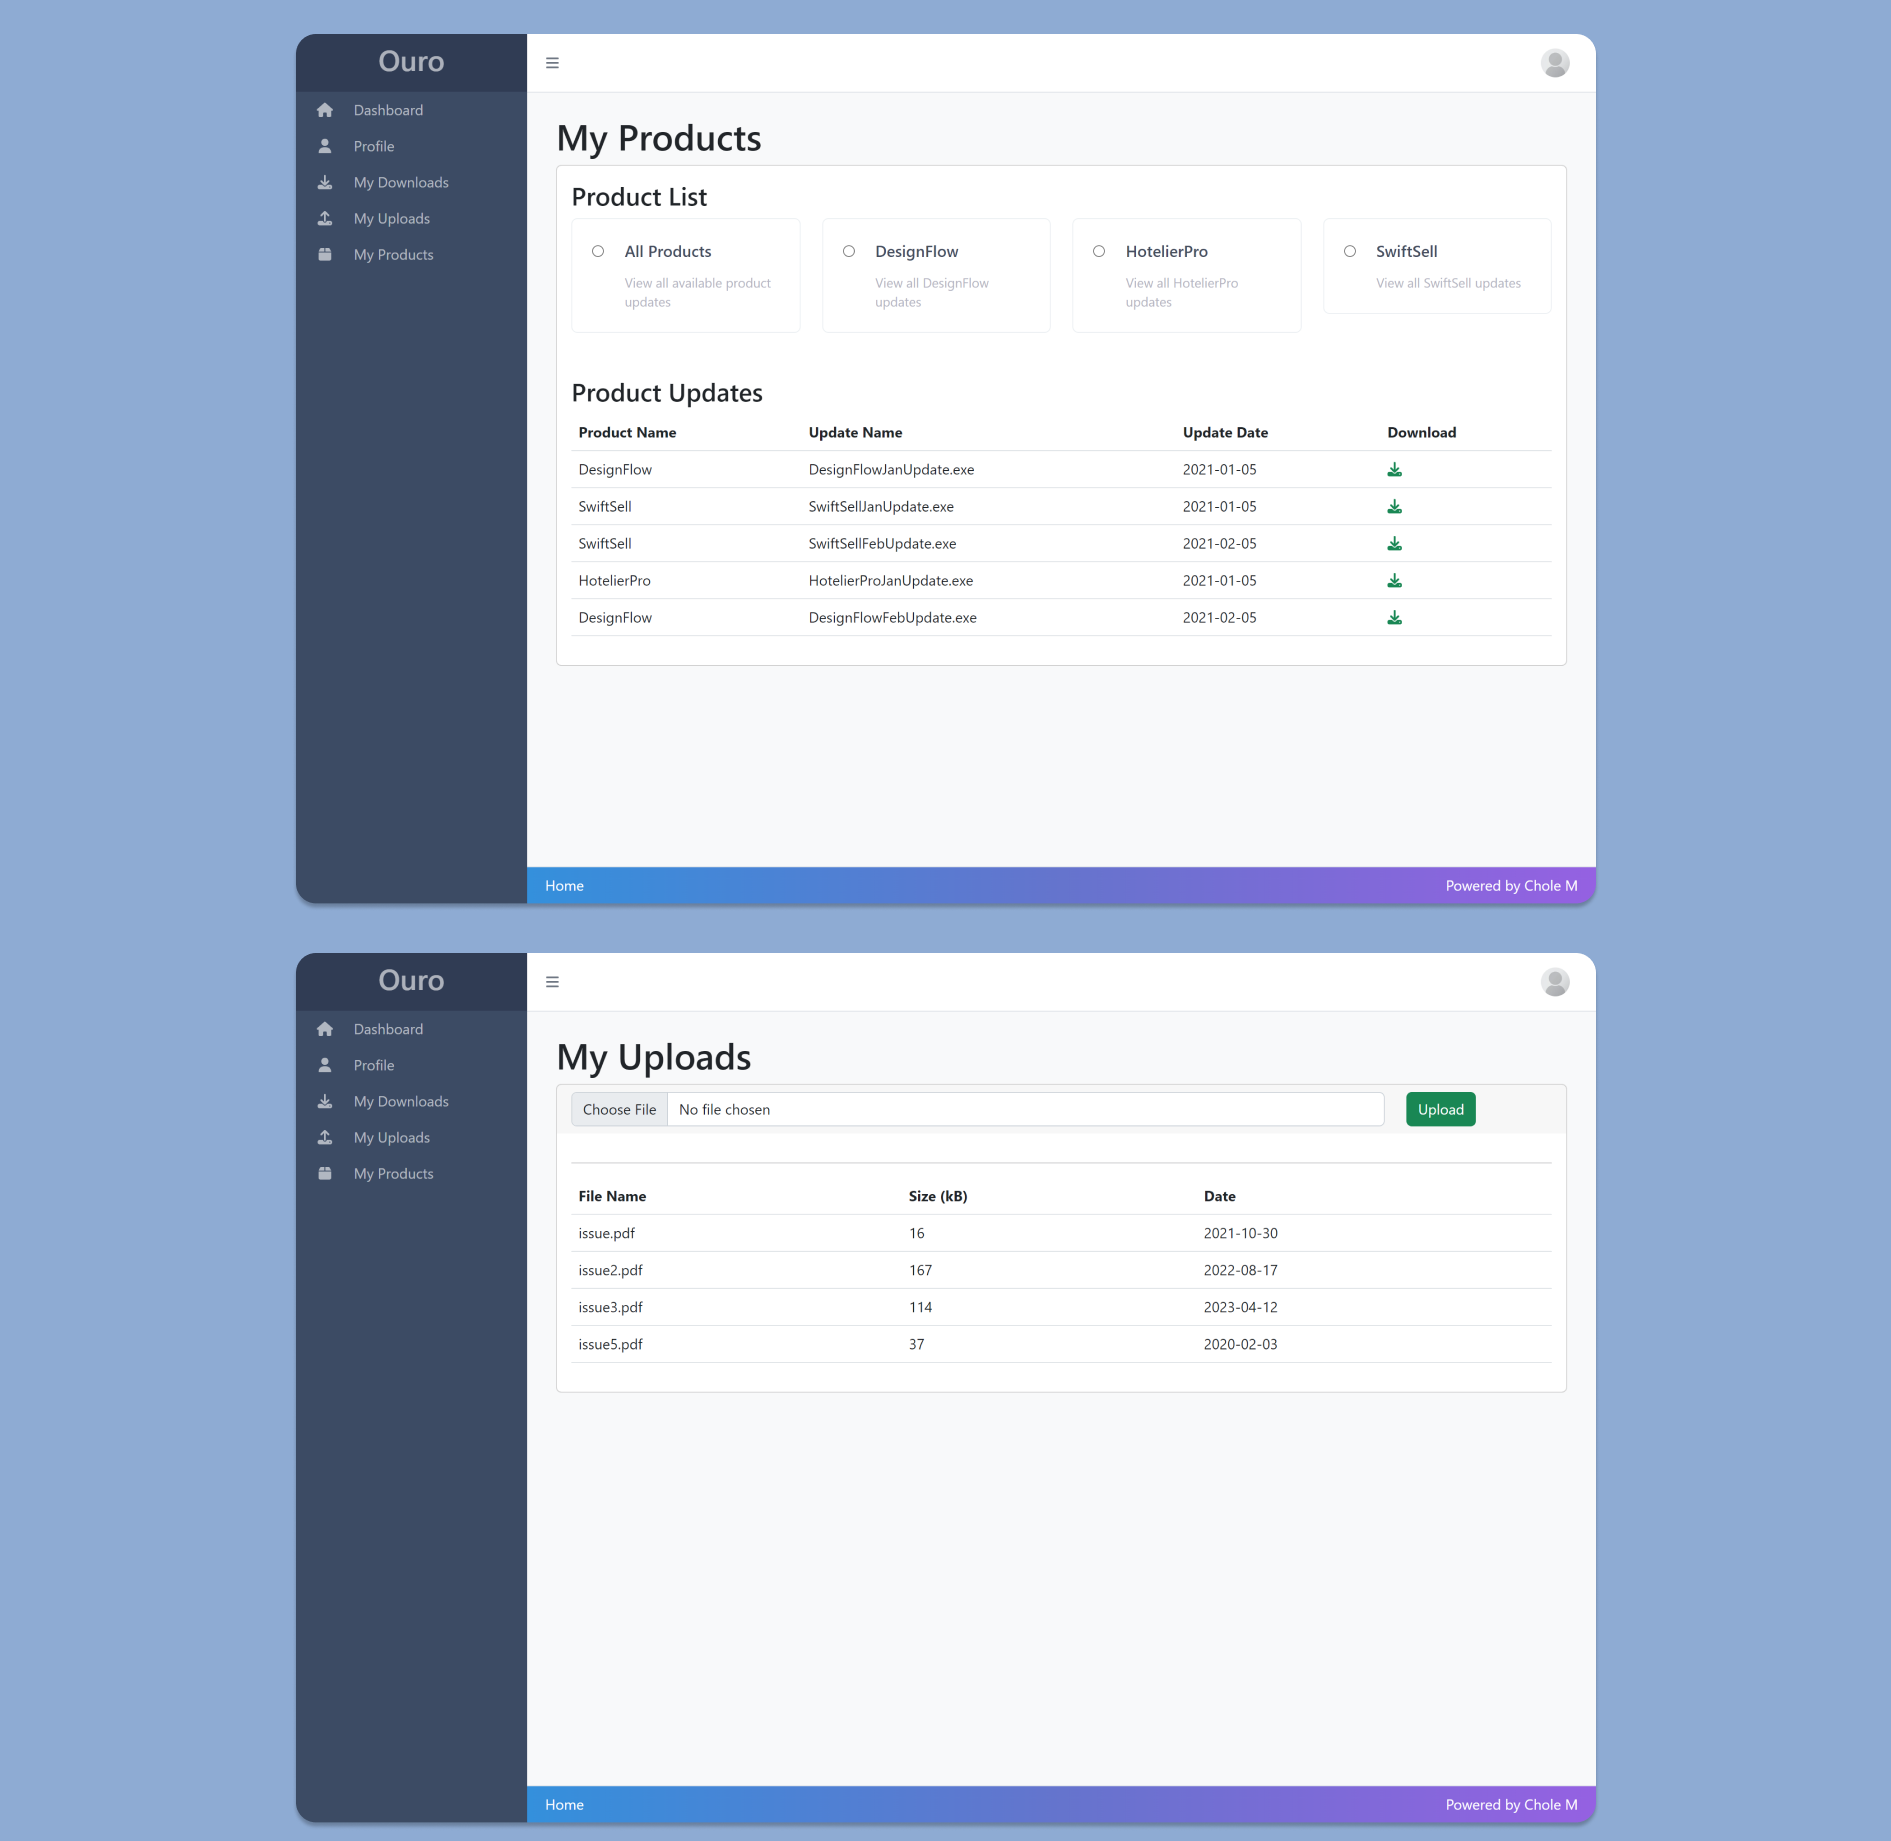 Ouro
Dashboard
Profile
My Downloads
My Uploads
My Products
My Products
Product List
All Products
View all available product
updates
DesignFlow
View all DesignFlow
updates
HotelierPro
View all HotelierPro
updates
SwiftSell
View all SwiftSell updates
Product Updates
Product Name Update Name Update Date Download
DesignFlow DesignFlowJanUpdate.exe 2021-01-05
SwiftSell SwiftSellJanUpdate.exe 2021-01-05
SwiftSell SwiftSellFebUpdate.exe 2021-02-05
HotelierPro HotelierProJanUpdate.exe 2021-01-05
DesignFlow DesignFlowFebUpdate.exe 2021-02-05
Home Powered by Chole M
Ouro
Dashboard
Profile
My Downloads
My Uploads
My Products
My Uploads
Choose File No file chosen Upload
File Name Size (kB) Date
issue.pdf 16 2021-10-30
issue2.pdf 167 2022-08-17
issue3.pdf 114 2023-04-12
issue5.pdf 37 2020-02-03
Home Powered by Chole M